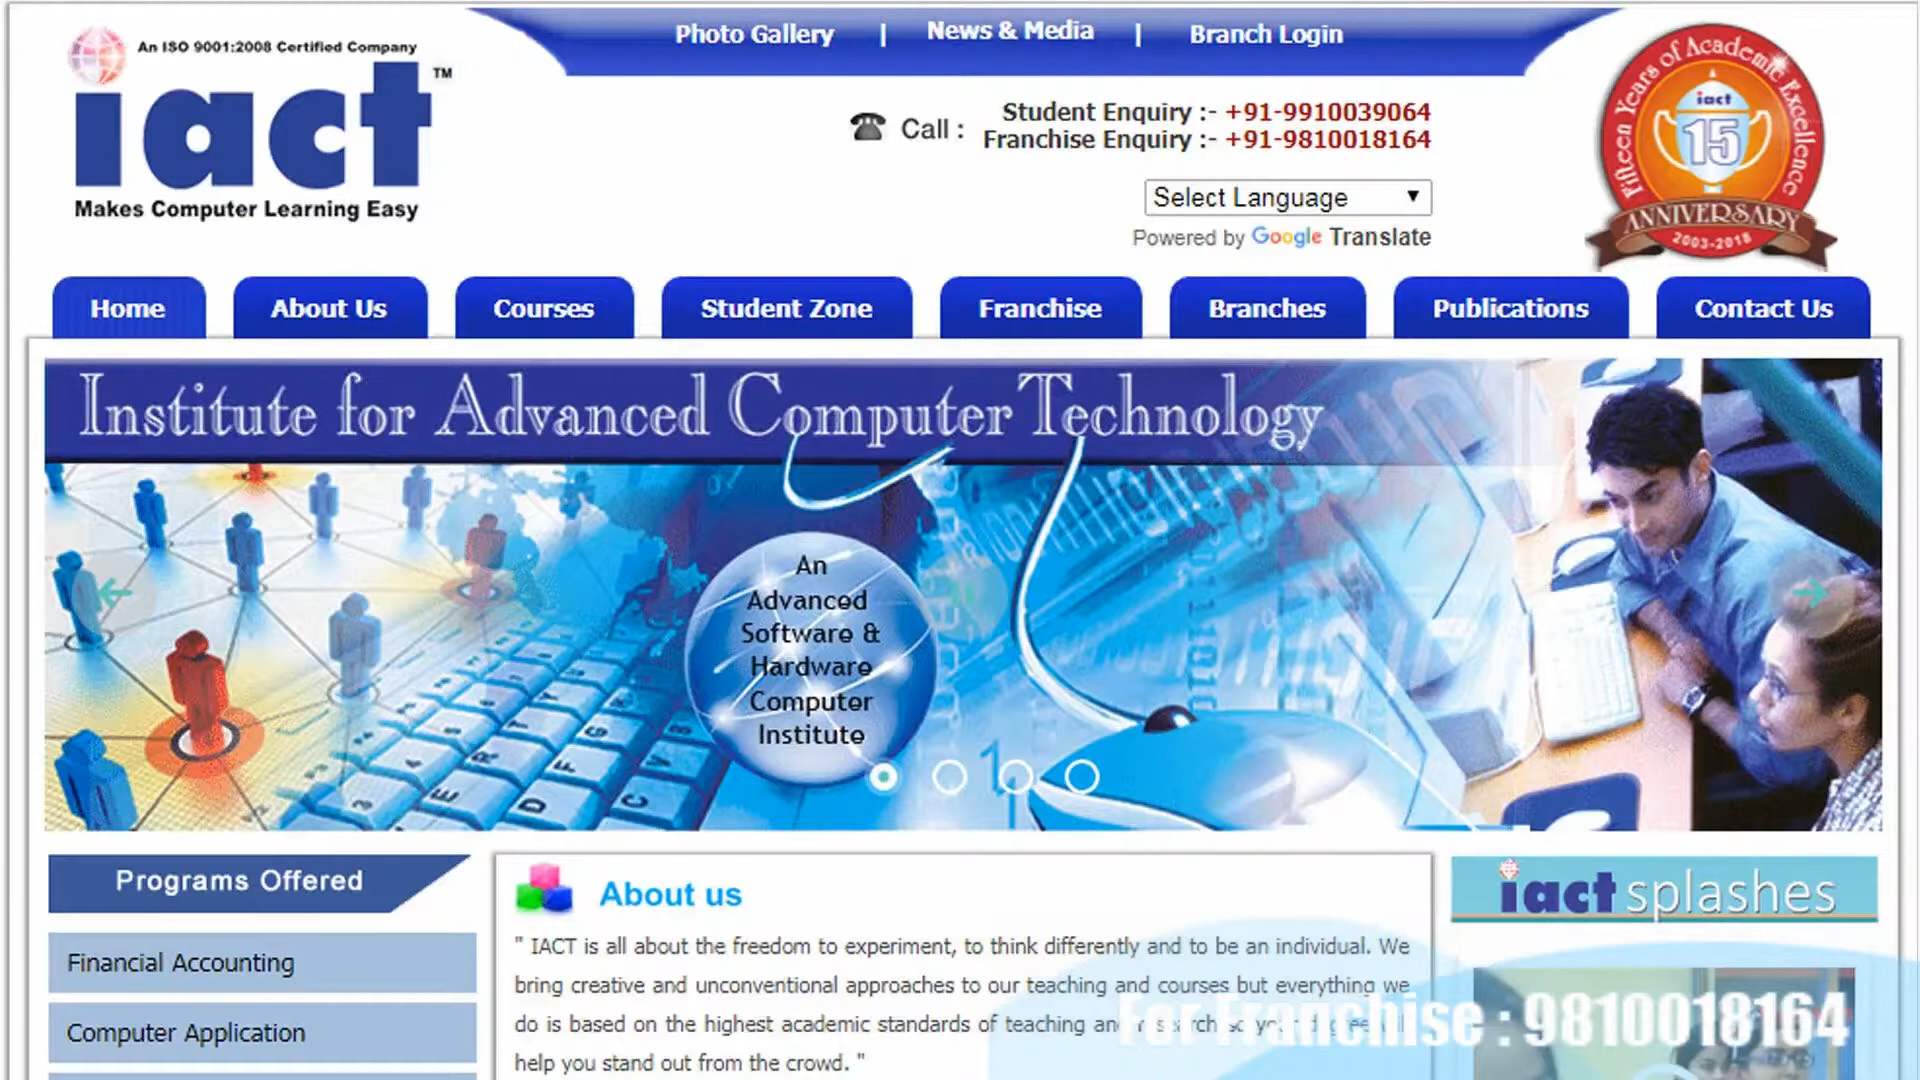 Photo Gallery | News & Media | Branch Login
An ISO 9001:2008 Certified Company
iact TM
Makes Computer Learning Easy
Call :
Student Enquiry :- +91-9910039064
Franchise Enquiry :- +91-9810018164
Select Language
Powered by Google Translate
Fifteen Years of Academic Excellence
iact
15
ANNIVERSARY
2003-2018
Home
About Us
Courses
Student Zone
Franchise
Branches
Publications
Contact Us
Institute for Advanced Computer Technology
An
Advanced
Software &
Hardware
Computer
Institute
Programs Offered
Financial Accounting
Computer Application
About us
" IACT is all about the freedom to experiment, to think differently and to be an individual. We
bring creative and unconventional approaches to our teaching and courses but everything we
do is based on the highest academic standards of teaching and research so your degree will
help you stand out from the crowd. "
iact splashes
For Franchise : 9810018164